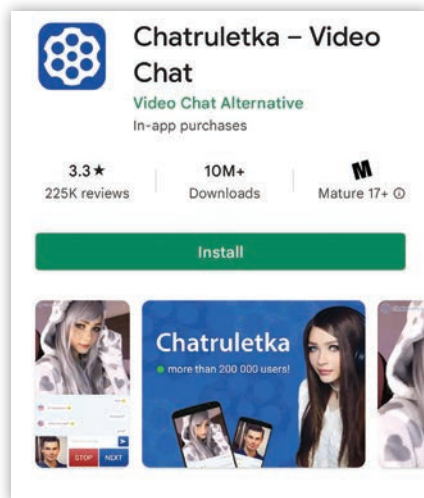 Chatruletka – Video
Chat
Video Chat Alternative
In-app purchases
3.3★
225K reviews
10M+
Downloads
M
Mature 17+
Install
Chatruletka
more than 200 000 users!
STOP
NEXT